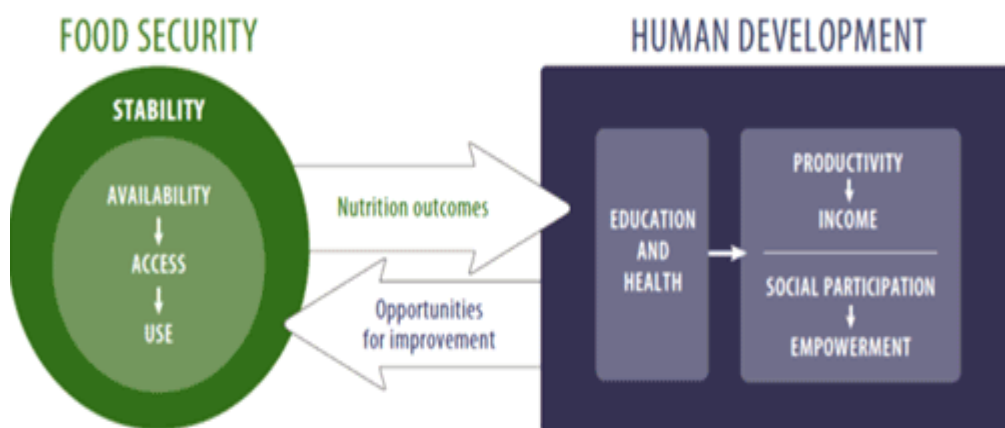 FOOD SECURITY
STABILITY
AVAILABILITY
ACCESS
USE
Nutrition outcomes
Opportunities
for improvement
HUMAN DEVELOPMENT
EDUCATION
AND
HEALTH
PRODUCTIVITY
INCOME
SOCIAL PARTICIPATION
EMPOWERMENT